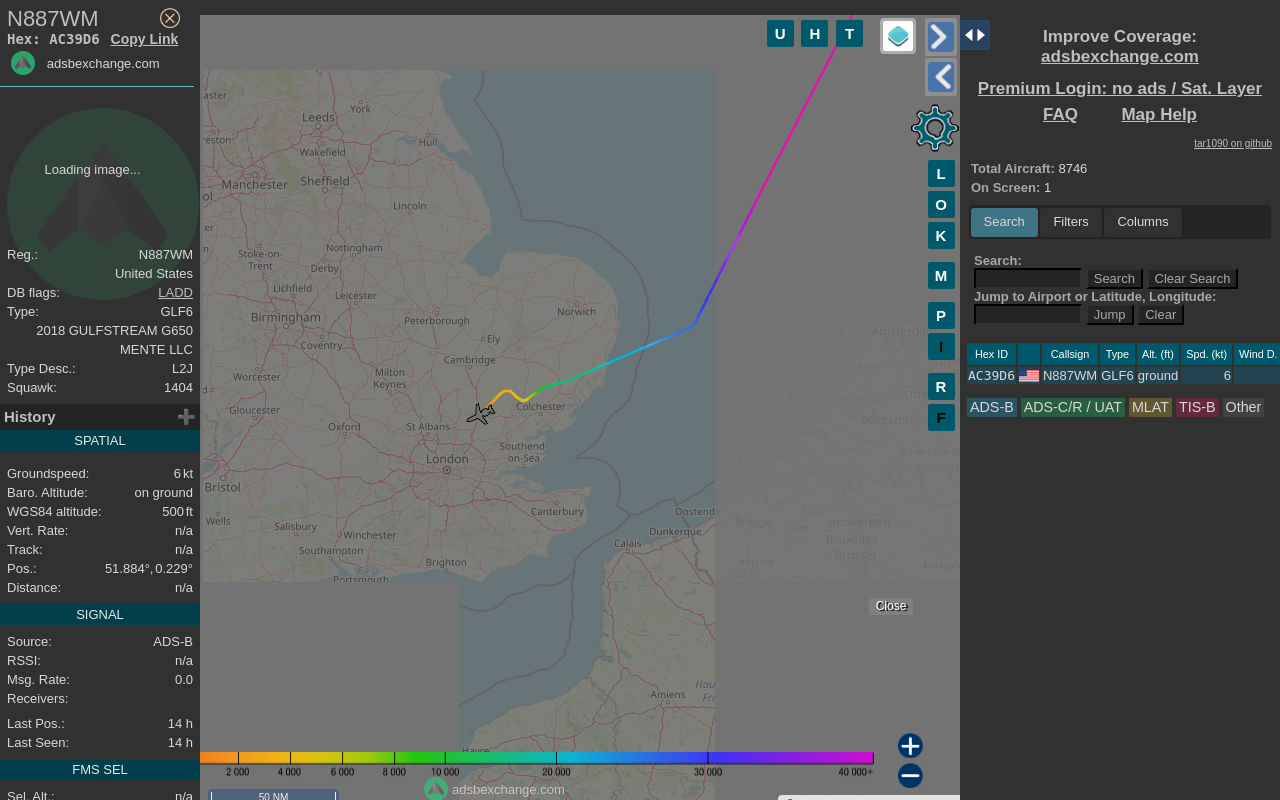 N887WM
Hex: AC39D6 Copy Link
adsbexchange.com
Loading image...
Reg.: N887WM
United States
DB flags: LADD
Type: GLF6
2018 GULFSTREAM G650
MENTE LLC
Type Desc.: L2J
Squawk: 1404
History
SPATIAL
Groundspeed: 6 kt
Baro. Altitude: on ground
WGS84 altitude: 500 ft
Vert. Rate: n/a
Track: n/a
Pos.: 51.884°, 0.229°
Distance: n/a
SIGNAL
Source: ADS-B
RSSI: n/a
Msg. Rate: 0.0
Receivers:
Last Pos.: 14 h
Last Seen: 14 h
FMS SEL
Sel. Alt.: n/a
U H T
L
O
K
M
P
I
R
F
York
Leeds
Hull
Wakefield
Manchester
Sheffield
Lincoln
Nottingham
Stoke-on-
Trent
Derby
Lichfield
Leicester
Norwich
Birmingham
Peterborough
Coventry
Ely
Cambridge
Worcester
Milton
Keynes
Gloucester
Colchester
Oxford
St Albans
Southend-
on-Sea
London
Bristol
Wells
Salisbury
Winchester
Canterbury
Oostend
Dunkerque
Calais
Southampton
Brighton
Portsmouth
Antwerpen
Bruxelles
- Brussel
Brugge
Gent
Kortrijk
Amiens
Close
2 000 4 000 6 000 8 000 10 000 20 000 30 000 40 000+
adsbexchange.com
50 NM
Improve Coverage:
adsbexchange.com
Premium Login: no ads / Sat. Layer
FAQ Map Help
tar1090 on github
Total Aircraft: 8746
On Screen: 1
Search Filters Columns
Search:
Search Clear Search
Jump to Airport or Latitude, Longitude:
Jump Clear
Hex ID Callsign Type Alt. (ft) Spd. (kt) Wind D.
AC39D6 N887WM GLF6 ground 6
ADS-B ADS-C/R / UAT MLAT TIS-B Other